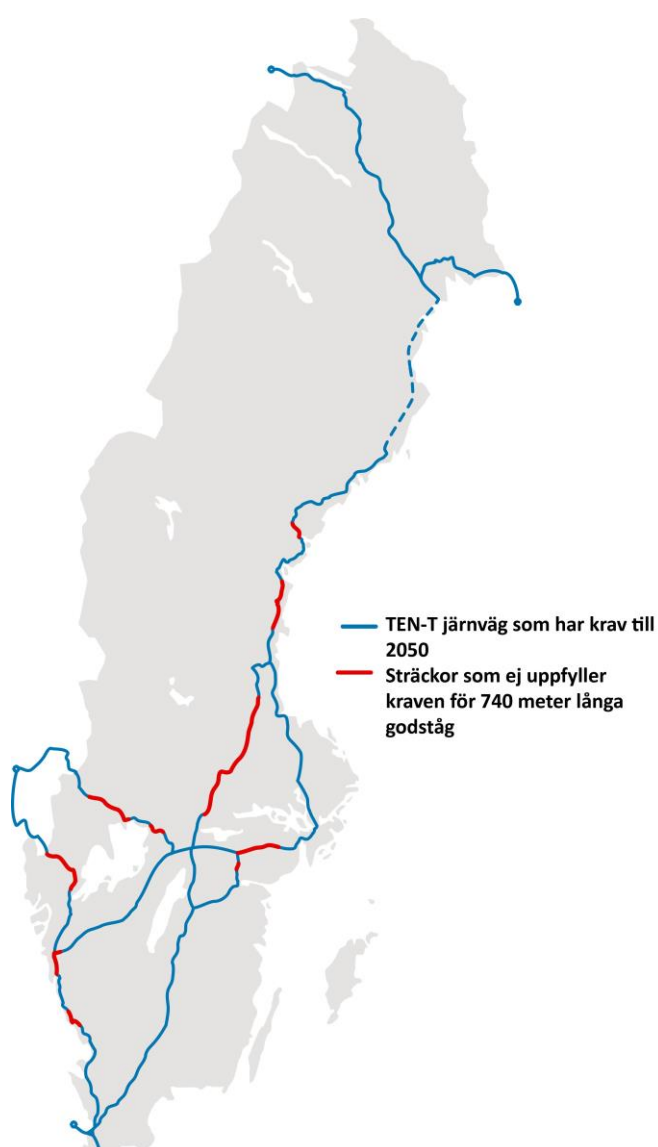 TEN-T järnväg som har krav till
2050
Sträckor som ej uppfyller
kraven för 740 meter långa
godståg